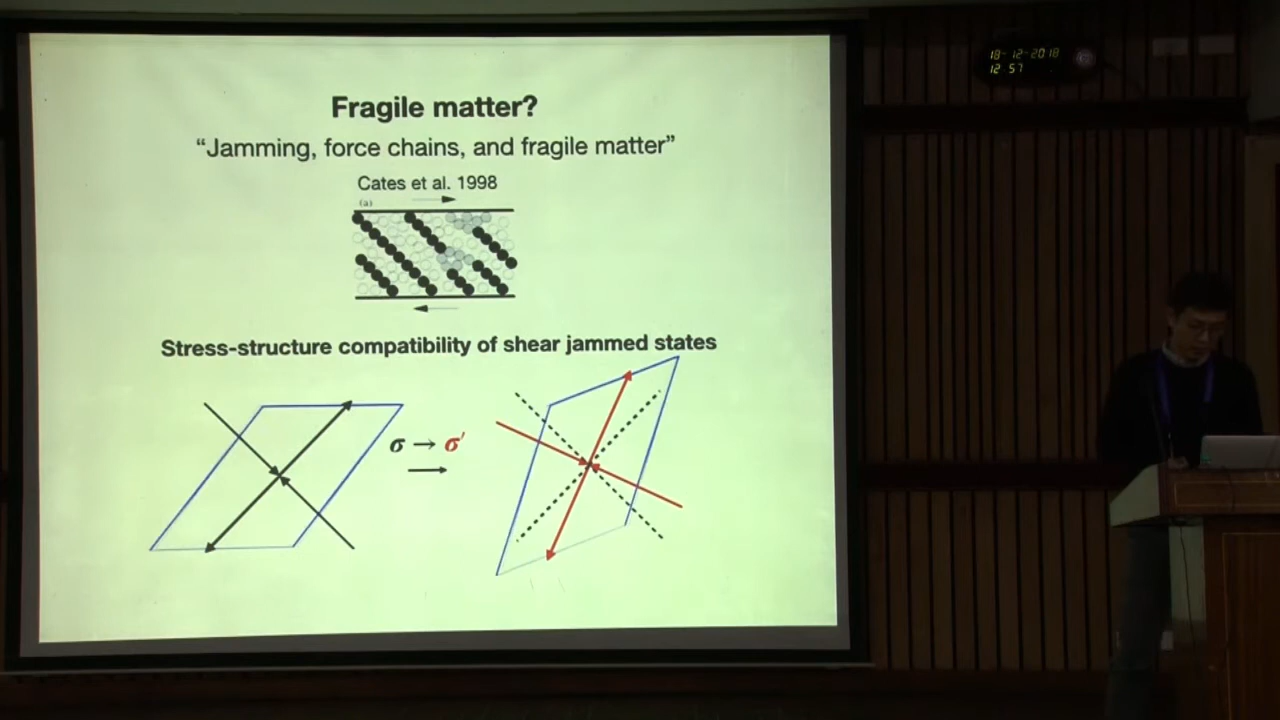 Fragile matter?
“Jamming, force chains, and fragile matter”
Cates et al. 1998
(a)
Stress-structure compatibility of shear jammed states
σ → σ′
18-12-2018
12 57